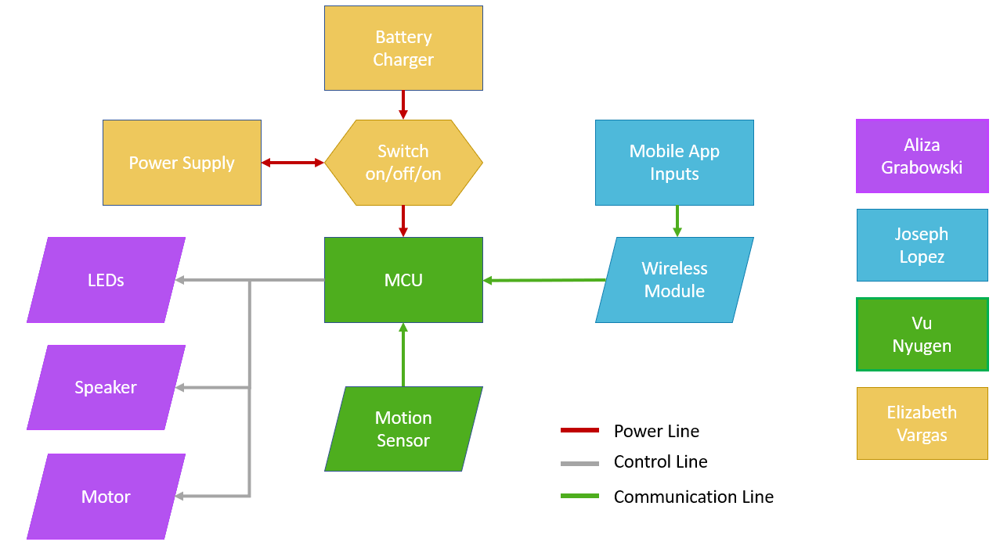 Battery
Charger
Power Supply
Switch
on/off/on
Mobile App
Inputs
LEDs
MCU
Wireless
Module
Speaker
Motion
Sensor
Motor
Power Line
Control Line
Communication Line
Aliza
Grabowski
Joseph
Lopez
Vu
Nyugen
Elizabeth
Vargas